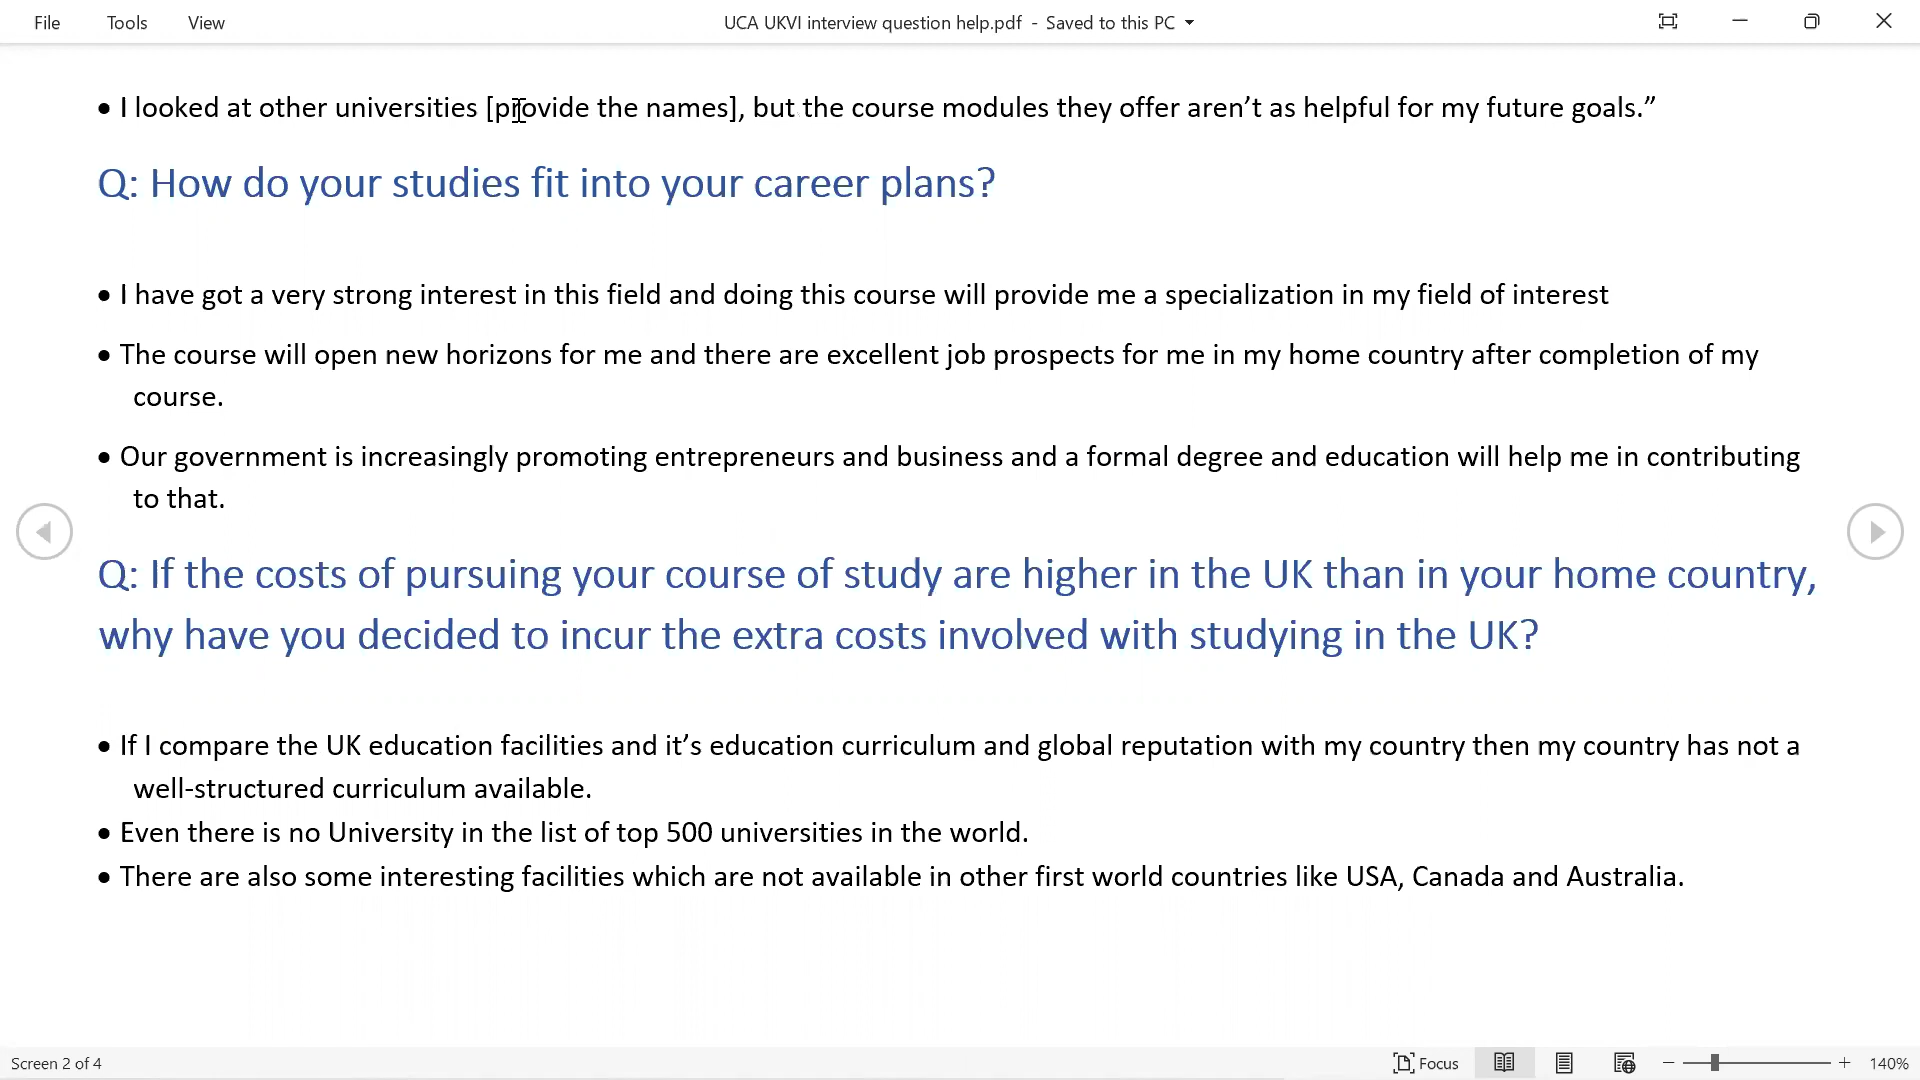 File Tools View UCA UKVI interview question help.pdf - Saved to this PC
• I looked at other universities [provide the names], but the course modules they offer aren’t as helpful for my future goals.”
Q: How do your studies fit into your career plans?
• I have got a very strong interest in this field and doing this course will provide me a specialization in my field of interest
• The course will open new horizons for me and there are excellent job prospects for me in my home country after completion of my
course.
• Our government is increasingly promoting entrepreneurs and business and a formal degree and education will help me in contributing
to that.
Q: If the costs of pursuing your course of study are higher in the UK than in your home country,
why have you decided to incur the extra costs involved with studying in the UK?
• If I compare the UK education facilities and it’s education curriculum and global reputation with my country then my country has not a
well-structured curriculum available.
• Even there is no University in the list of top 500 universities in the world.
• There are also some interesting facilities which are not available in other first world countries like USA, Canada and Australia.
Screen 2 of 4 Focus 140%